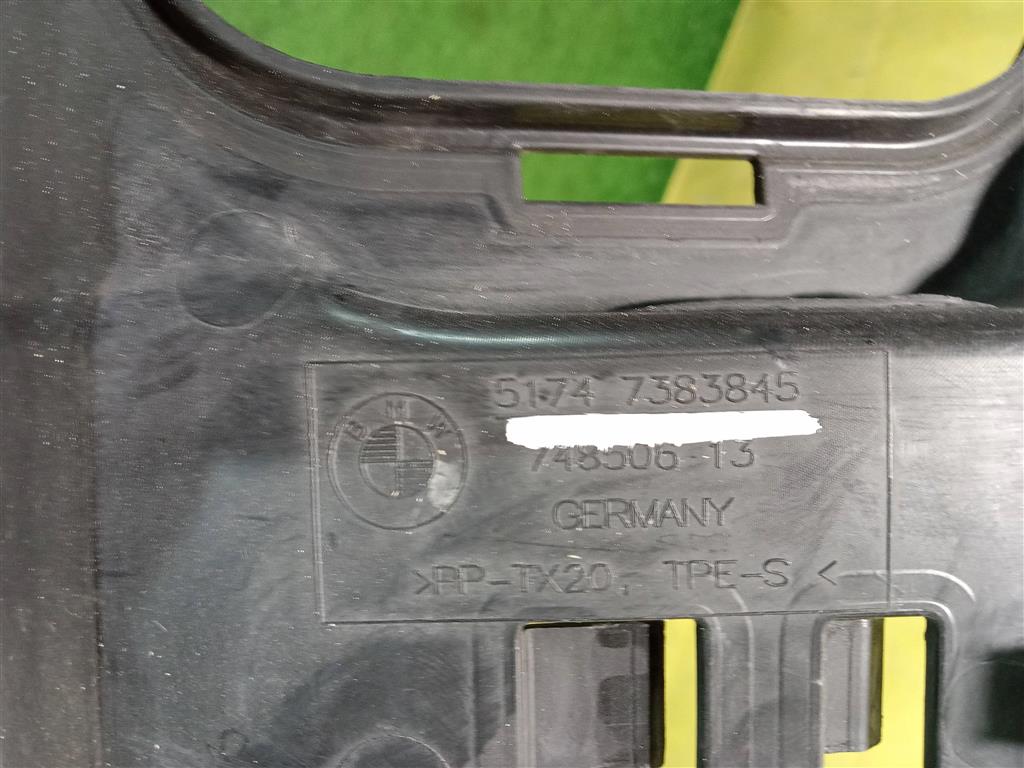 BMW
5174 7383845
748506-13
GERMANY
>PP-TX20, TPE-S<